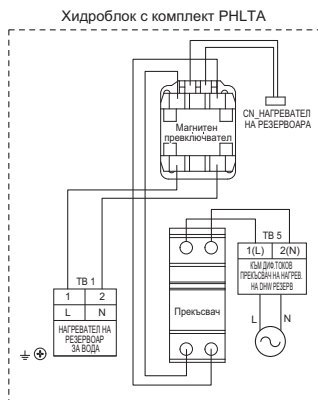 Хидроблок с комплект PHLTA
CN_НАГРЕВАТЕЛ
НА РЕЗЕРВОАРА
Магнитен
превключвател
TB 1
1 2
L N
НАГРЕВАТЕЛ НА
РЕЗЕРВОАР
ЗА ВОДА
Прекъсвач
TB 5
1(L) 2(N)
КЪМ ДИФ.ТОКОВ
ПРЕКЪСВАЧ НА НАГРЕВ.
НА DHW РЕЗЕРВ
L N